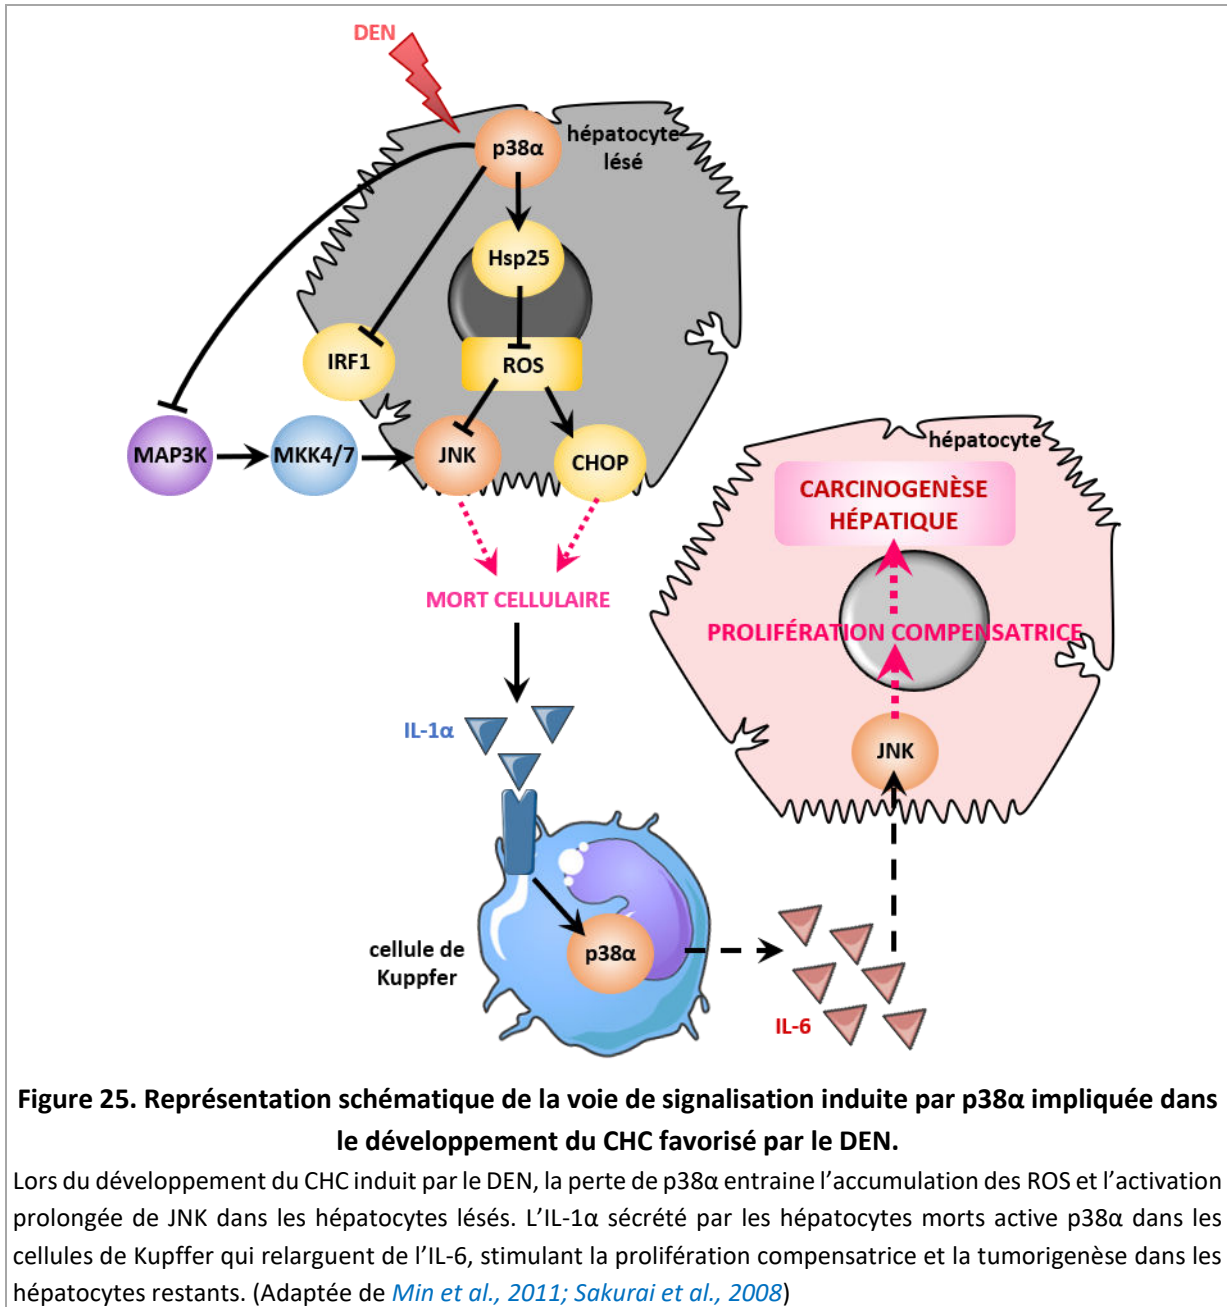 DEN
p38α
hépatocyte
lésé
Hsp25
IRF1
ROS
MAP3K
MKK4/7
JNK
CHOP
hépatocyte
CARCINOGENÈSE
HÉPATIQUE
MORT CELLULAIRE
PROLIFÉRATION COMPENSATRICE
IL-1α
JNK
cellule de
Kuppfer
p38α
IL-6
Figure 25. Représentation schématique de la voie de signalisation induite par p38α impliquée dans
le développement du CHC favorisé par le DEN.
Lors du développement du CHC induit par le DEN, la perte de p38α entraine l’accumulation des ROS et l’activation
prolongée de JNK dans les hépatocytes lésés. L’IL-1α sécrété par les hépatocytes morts active p38α dans les
cellules de Kupffer qui relarguent de l’IL-6, stimulant la prolifération compensatrice et la tumorigenèse dans les
hépatocytes restants. (Adaptée de Min et al., 2011; Sakurai et al., 2008)